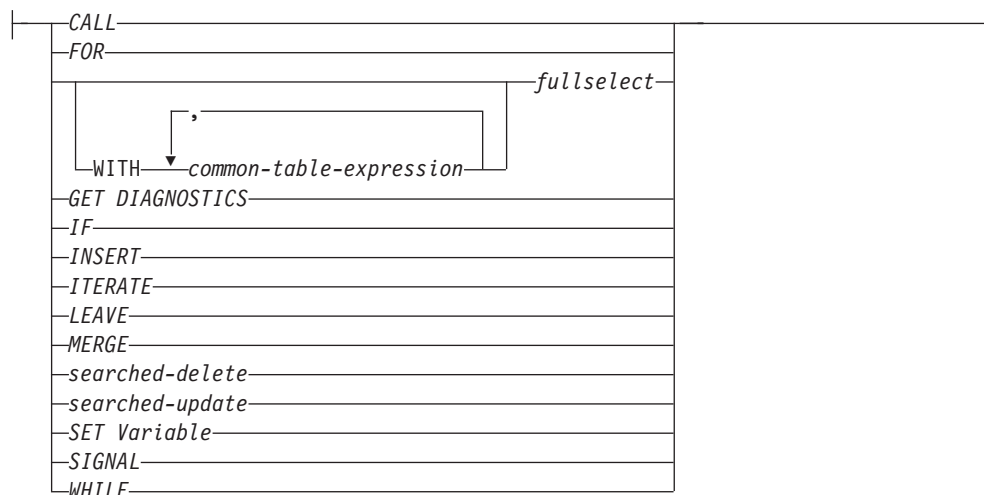 CALL
FOR
fullselect
,
WITH common-table-expression
GET DIAGNOSTICS
IF
INSERT
ITERATE
LEAVE
MERGE
searched-delete
searched-update
SET Variable
SIGNAL
WHILE